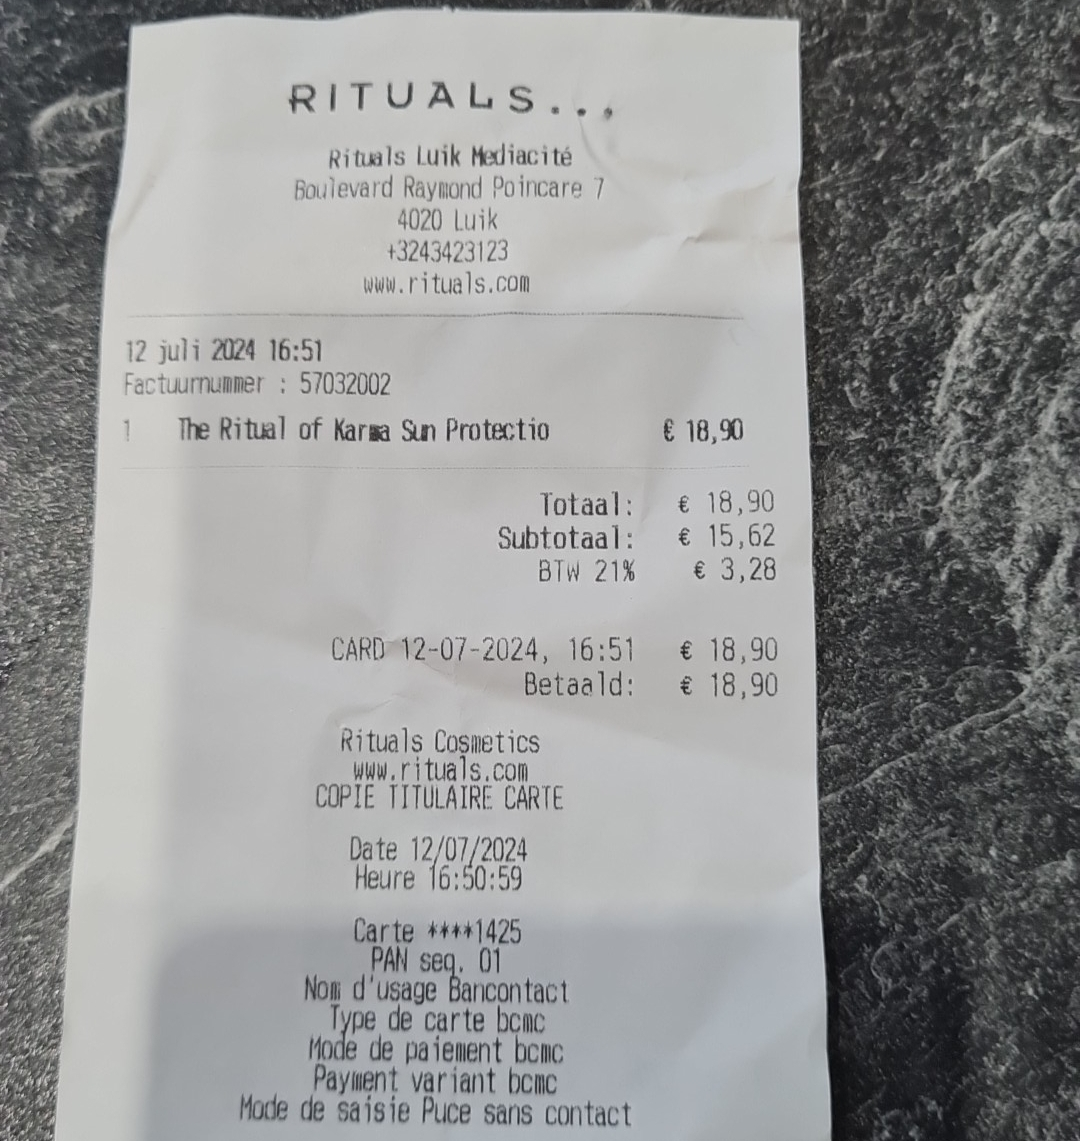 RITUALS...
Rituals Luik Mediacité
Boulevard Raymond Poincare 7
4020 Luik
+3243423123
www.rituals.com
12 juli 2024 16:51
Factuurnummer : 57032002
1 The Ritual of Karma Sun Protectio € 18,90
Totaal: € 18,90
Subtotaal: € 15,62
BTW 21% € 3,28
CARD 12-07-2024, 16:51 € 18,90
Betaald: € 18,90
Rituals Cosmetics
www.rituals.com
COPIE TITULAIRE CARTE
Date 12/07/2024
Heure 16:50:59
Carte ****1425
PAN seq. 01
Nom d'usage Bancontact
Type de carte bcmc
Mode de paiement bcmc
Payment variant bcmc
Mode de saisie Puce sans contact